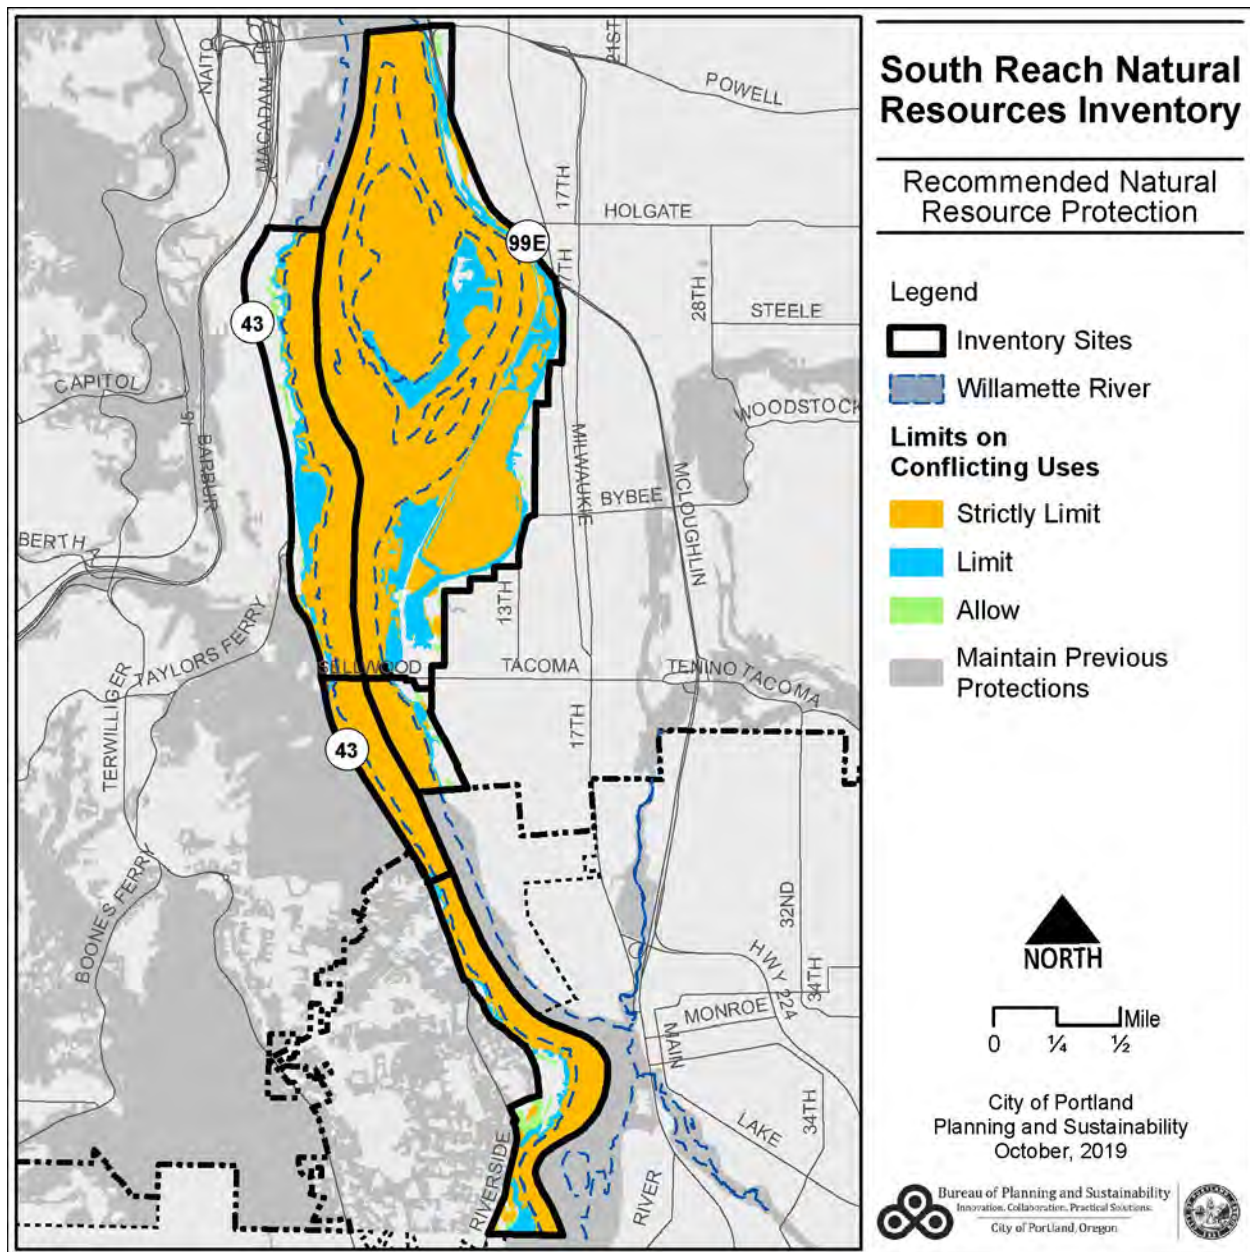 South Reach Natural
Resources Inventory
Recommended Natural
Resource Protection
Legend
Inventory Sites
Willamette River
Limits on
Conflicting Uses
Strictly Limit
Limit
Allow
Maintain Previous
Protections
NORTH
Mile
0 ¼ ½
City of Portland
Planning and Sustainability
October, 2019
Bureau of Planning and Sustainability
Innovation. Collaboration. Practical Solutions.
City of Portland, Oregon
NAITO
MACADAM
21ST
POWELL
17TH
HOLGATE
99E
17TH
28TH
STEELE
43
CAPITOL
I5
BARBUR
WOODSTOCK
MILWAUKIE
MCLOUGHLIN
BYBEE
BERTHA
13TH
TAYLORS FERRY
SELLWOOD
TACOMA
TENINO
TACOMA
TERWILLIGER
17TH
43
BOONES FERRY
32ND
HWY 224
34TH
MONROE
MAIN
LAKE
34TH
RIVERSIDE
RIVER